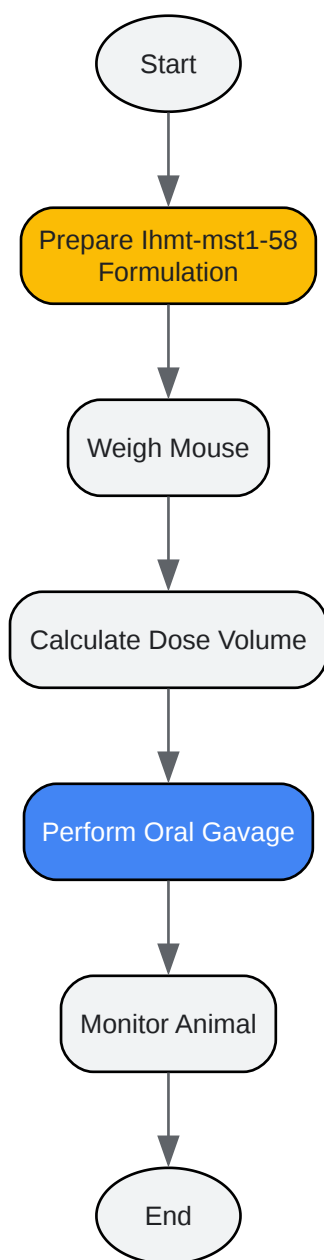 Start
Prepare Ihmt-mst1-58
Formulation
Weigh Mouse
Calculate Dose Volume
Perform Oral Gavage
Monitor Animal
End